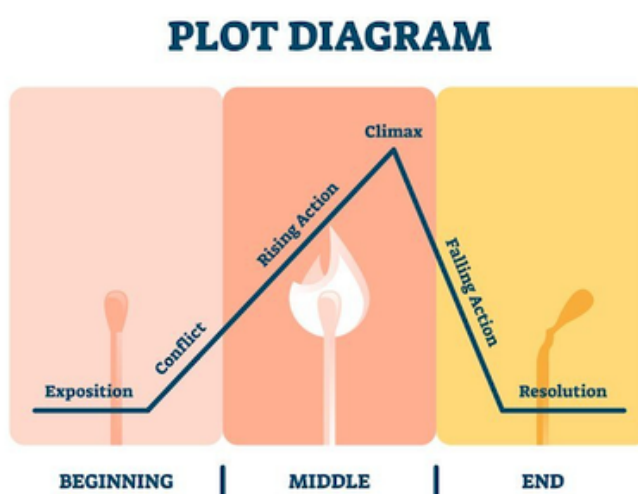 PLOT DIAGRAM
Climax
Rising Action
Falling Action
Conflict
Exposition
Resolution
BEGINNING | MIDDLE | END